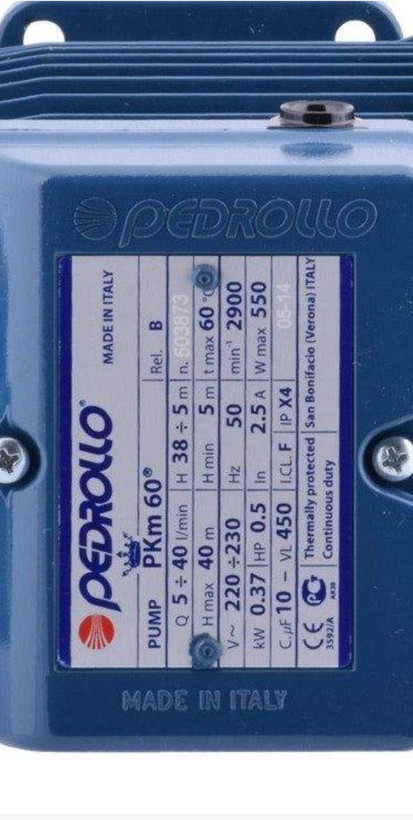 PEDROLLO
PEDROLLO® MADE IN ITALY
PUMP PKm 60® Rel. B
Q 5 ÷ 40 l/min H 38 ÷ 5 m n. 503873
H max 40 m H min 5 m t max 60 °C
V~ 220 ÷230 Hz 50 min⁻¹ 2900
kW 0.37 HP 0.5 In 2.5 A W max 550
C.µF 10 – VL 450 I.CL. F IP X4 05-14
CE Thermally protected San Bonifacio (Verona) ITALY
3592/A AR30 Continuous duty
MADE IN ITALY